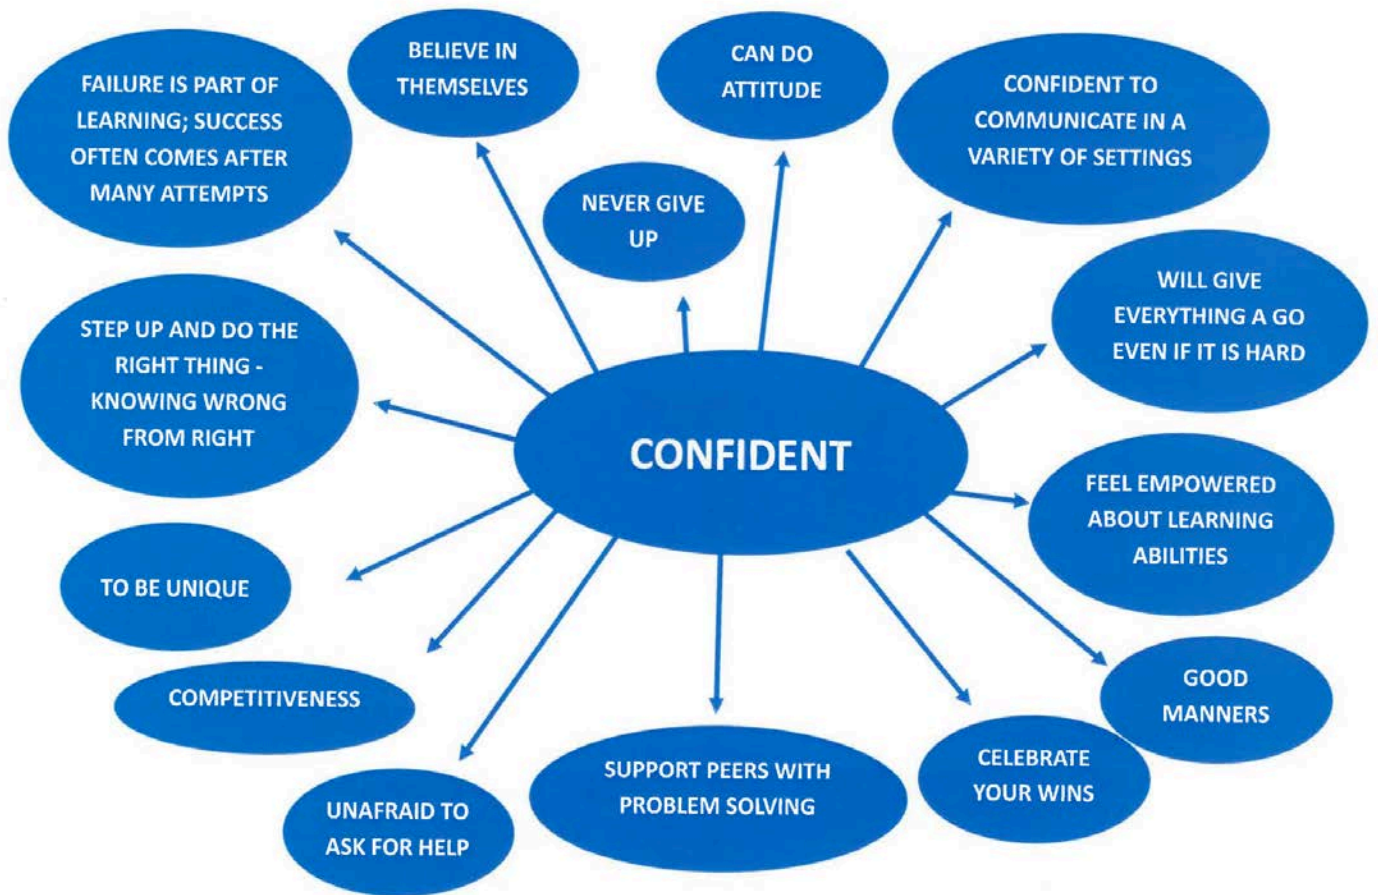 FAILURE IS PART OF
LEARNING; SUCCESS
OFTEN COMES AFTER
MANY ATTEMPTS
BELIEVE IN
THEMSELVES
CAN DO
ATTITUDE
CONFIDENT TO
COMMUNICATE IN A
VARIETY OF SETTINGS
NEVER GIVE
UP
STEP UP AND DO THE
RIGHT THING -
KNOWING WRONG
FROM RIGHT
WILL GIVE
EVERYTHING A GO
EVEN IF IT IS HARD
CONFIDENT
FEEL EMPOWERED
ABOUT LEARNING
ABILITIES
TO BE UNIQUE
COMPETITIVENESS
GOOD
MANNERS
UNAFRAID TO
ASK FOR HELP
SUPPORT PEERS WITH
PROBLEM SOLVING
CELEBRATE
YOUR WINS